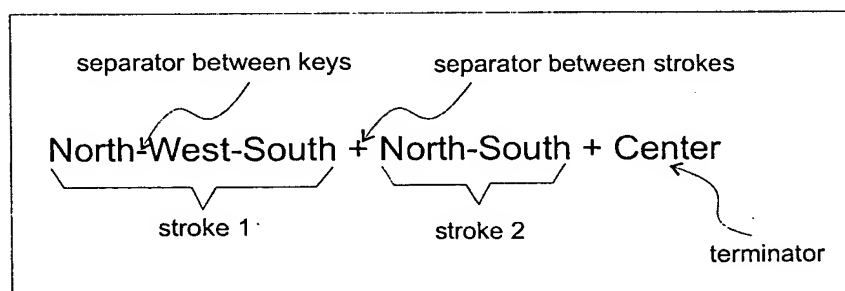 separator between keys separator between strokes
North-West-South + North-South + Center
stroke 1 stroke 2
terminator